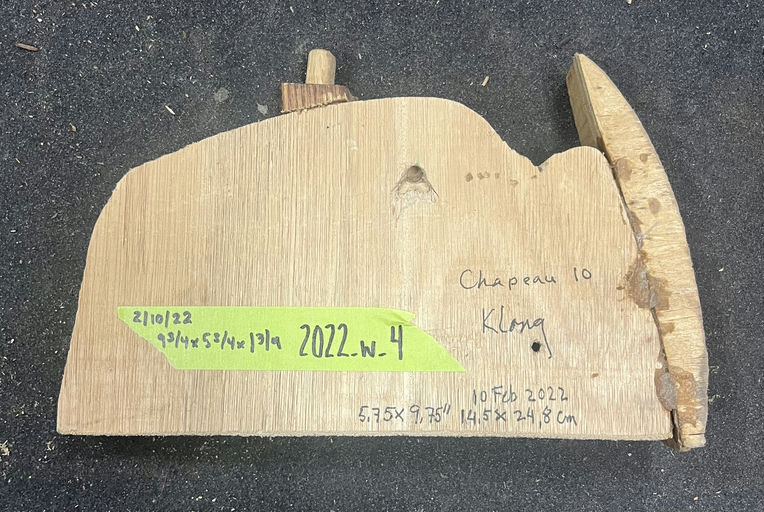 Chapeau 10
Klong
2/10/22
9 3/4 x 5 3/4 x 1 3/4
2022-W-4
10 Feb 2022
5.75 x 9.75" 14.5 x 24.8 cm